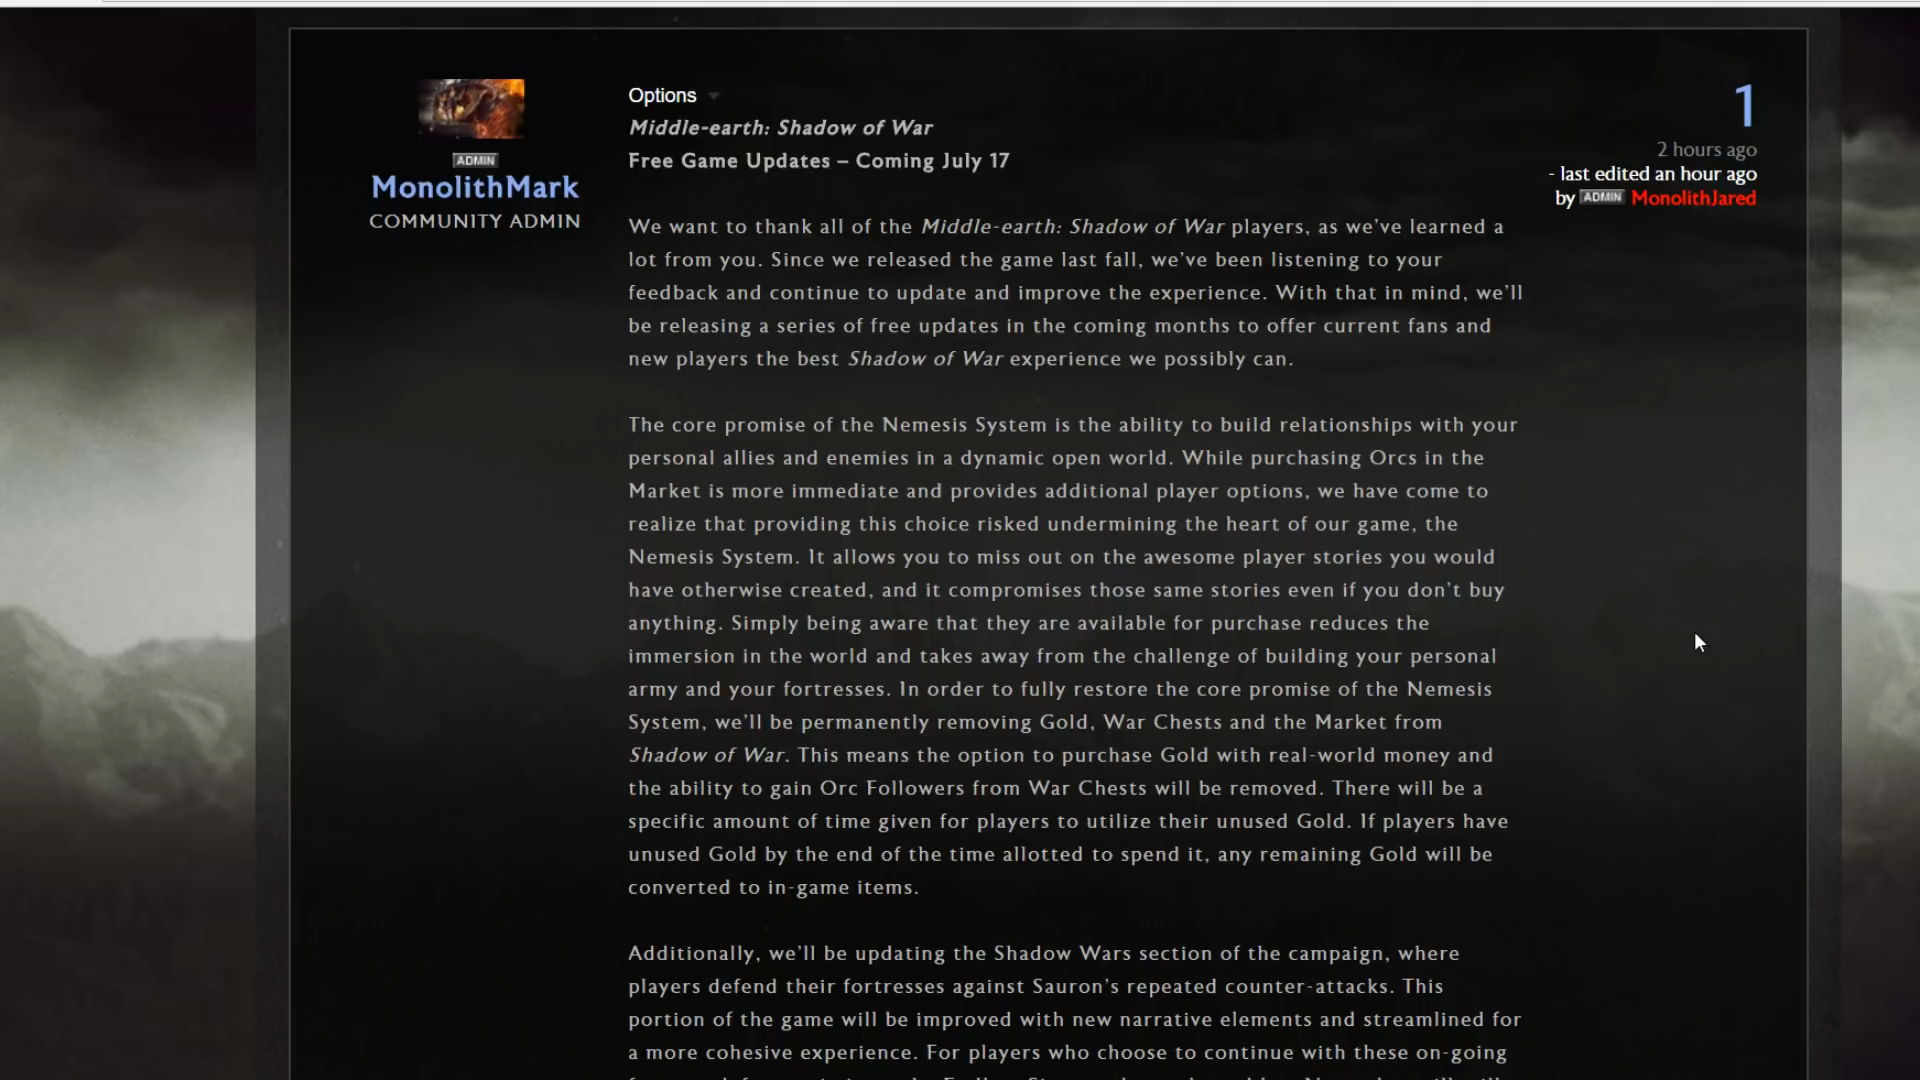 Options
Middle-earth: Shadow of War
Free Game Updates – Coming July 17
ADMIN
MonolithMark
COMMUNITY ADMIN
1
2 hours ago
- last edited an hour ago
by ADMIN MonolithJared
We want to thank all of the Middle-earth: Shadow of War players, as we’ve learned a
lot from you. Since we released the game last fall, we’ve been listening to your
feedback and continue to update and improve the experience. With that in mind, we’ll
be releasing a series of free updates in the coming months to offer current fans and
new players the best Shadow of War experience we possibly can.
The core promise of the Nemesis System is the ability to build relationships with your
personal allies and enemies in a dynamic open world. While purchasing Orcs in the
Market is more immediate and provides additional player options, we have come to
realize that providing this choice risked undermining the heart of our game, the
Nemesis System. It allows you to miss out on the awesome player stories you would
have otherwise created, and it compromises those same stories even if you don’t buy
anything. Simply being aware that they are available for purchase reduces the
immersion in the world and takes away from the challenge of building your personal
army and your fortresses. In order to fully restore the core promise of the Nemesis
System, we’ll be permanently removing Gold, War Chests and the Market from
Shadow of War. This means the option to purchase Gold with real-world money and
the ability to gain Orc Followers from War Chests will be removed. There will be a
specific amount of time given for players to utilize their unused Gold. If players have
unused Gold by the end of the time allotted to spend it, any remaining Gold will be
converted to in-game items.
Additionally, we’ll be updating the Shadow Wars section of the campaign, where
players defend their fortresses against Sauron’s repeated counter-attacks. This
portion of the game will be improved with new narrative elements and streamlined for
a more cohesive experience. For players who choose to continue with these on-going